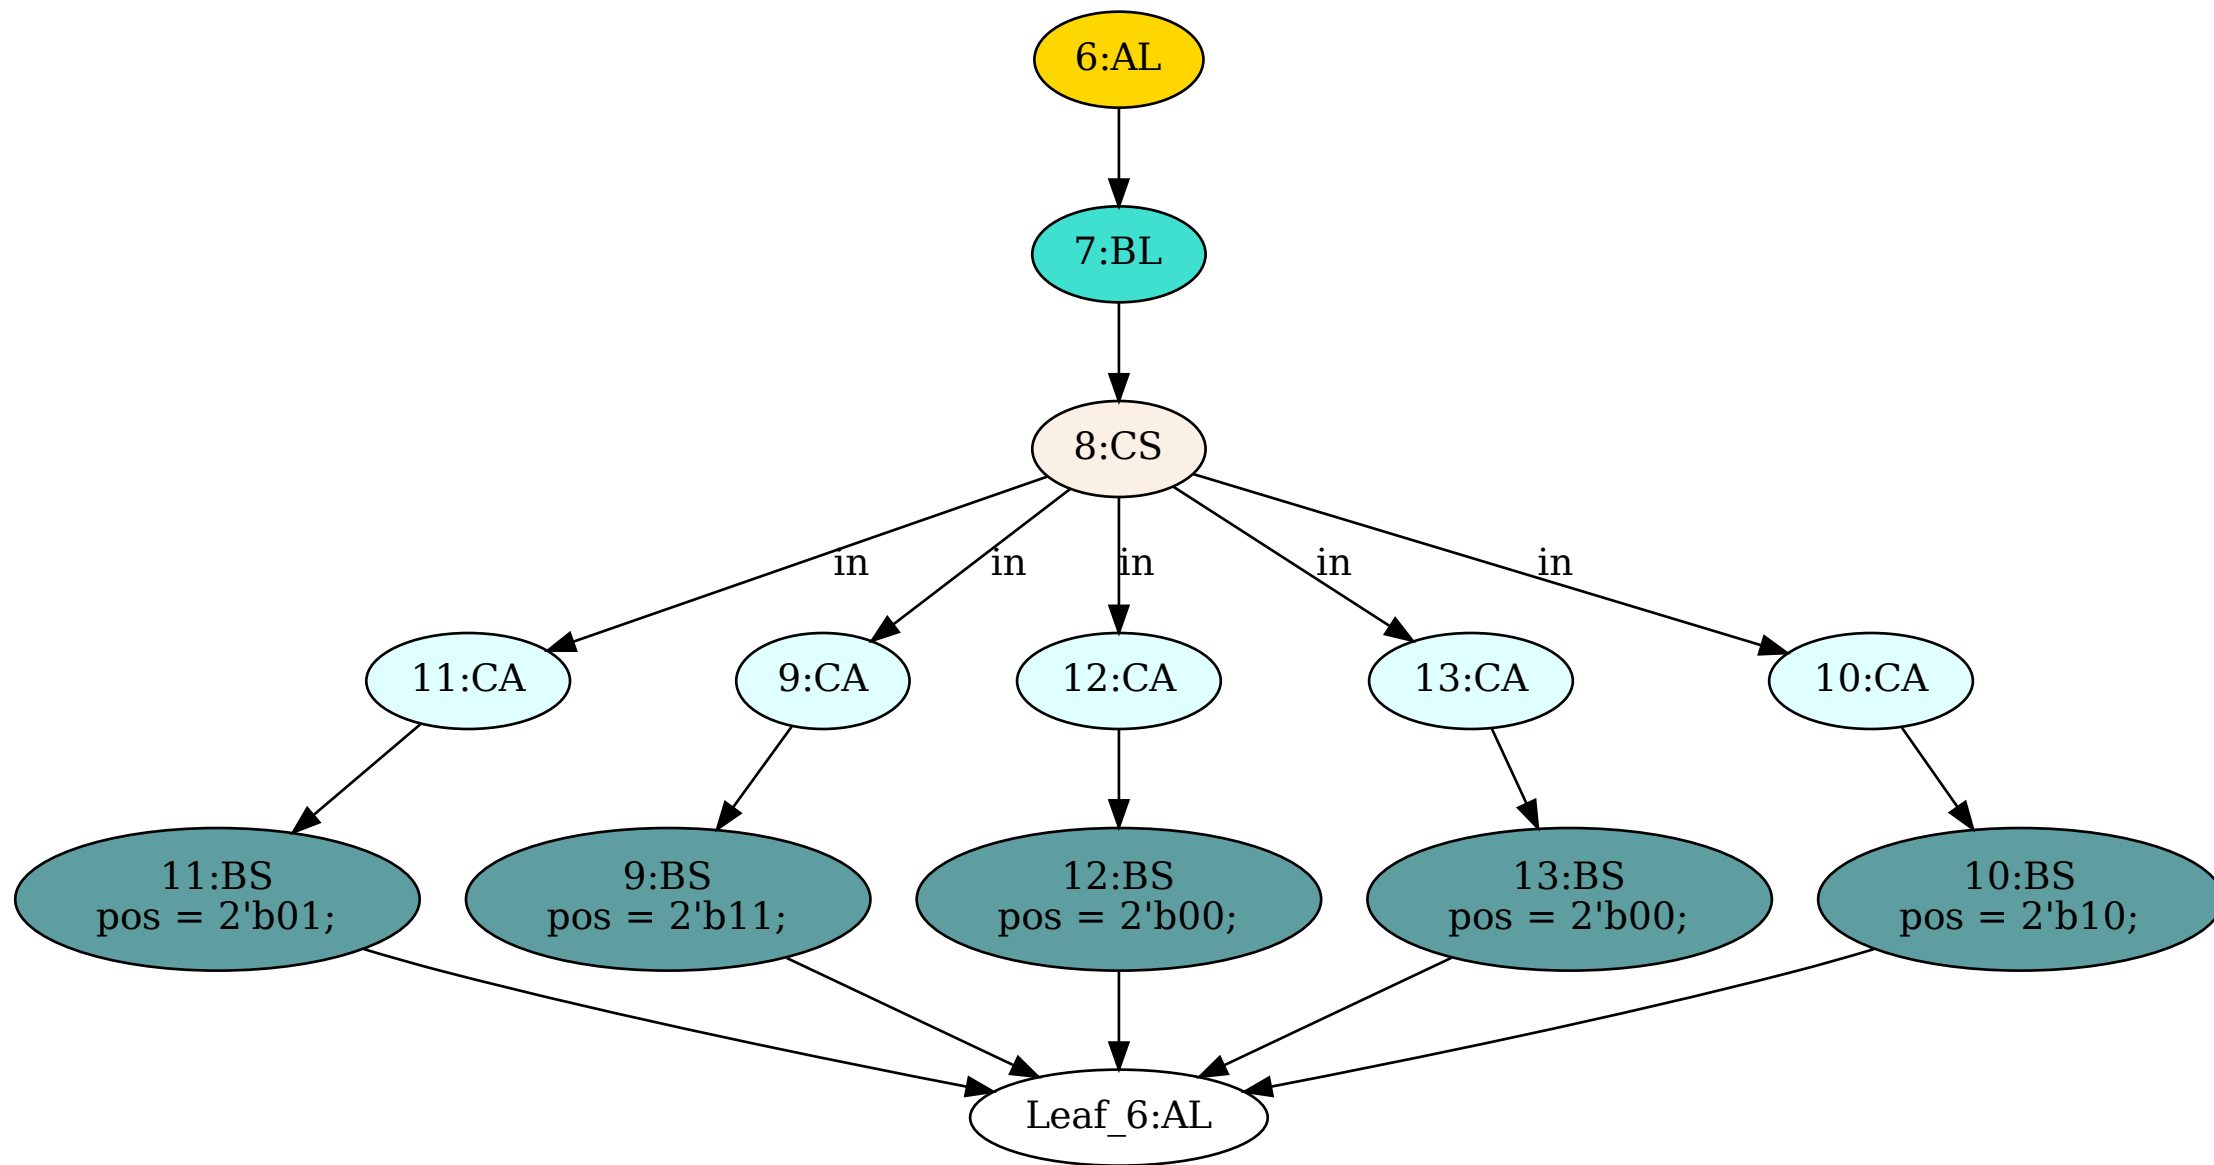 6:AL
7:BL
8:CS
in
in
in
in
in
11:CA
9:CA
12:CA
13:CA
10:CA
11:BS
pos = 2'b01;
9:BS
pos = 2'b11;
12:BS
pos = 2'b00;
13:BS
pos = 2'b00;
10:BS
pos = 2'b10;
Leaf_6:AL